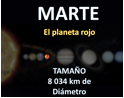 MARTE
El planeta rojo
TAMAÑO
8 034 km de
Diámetro